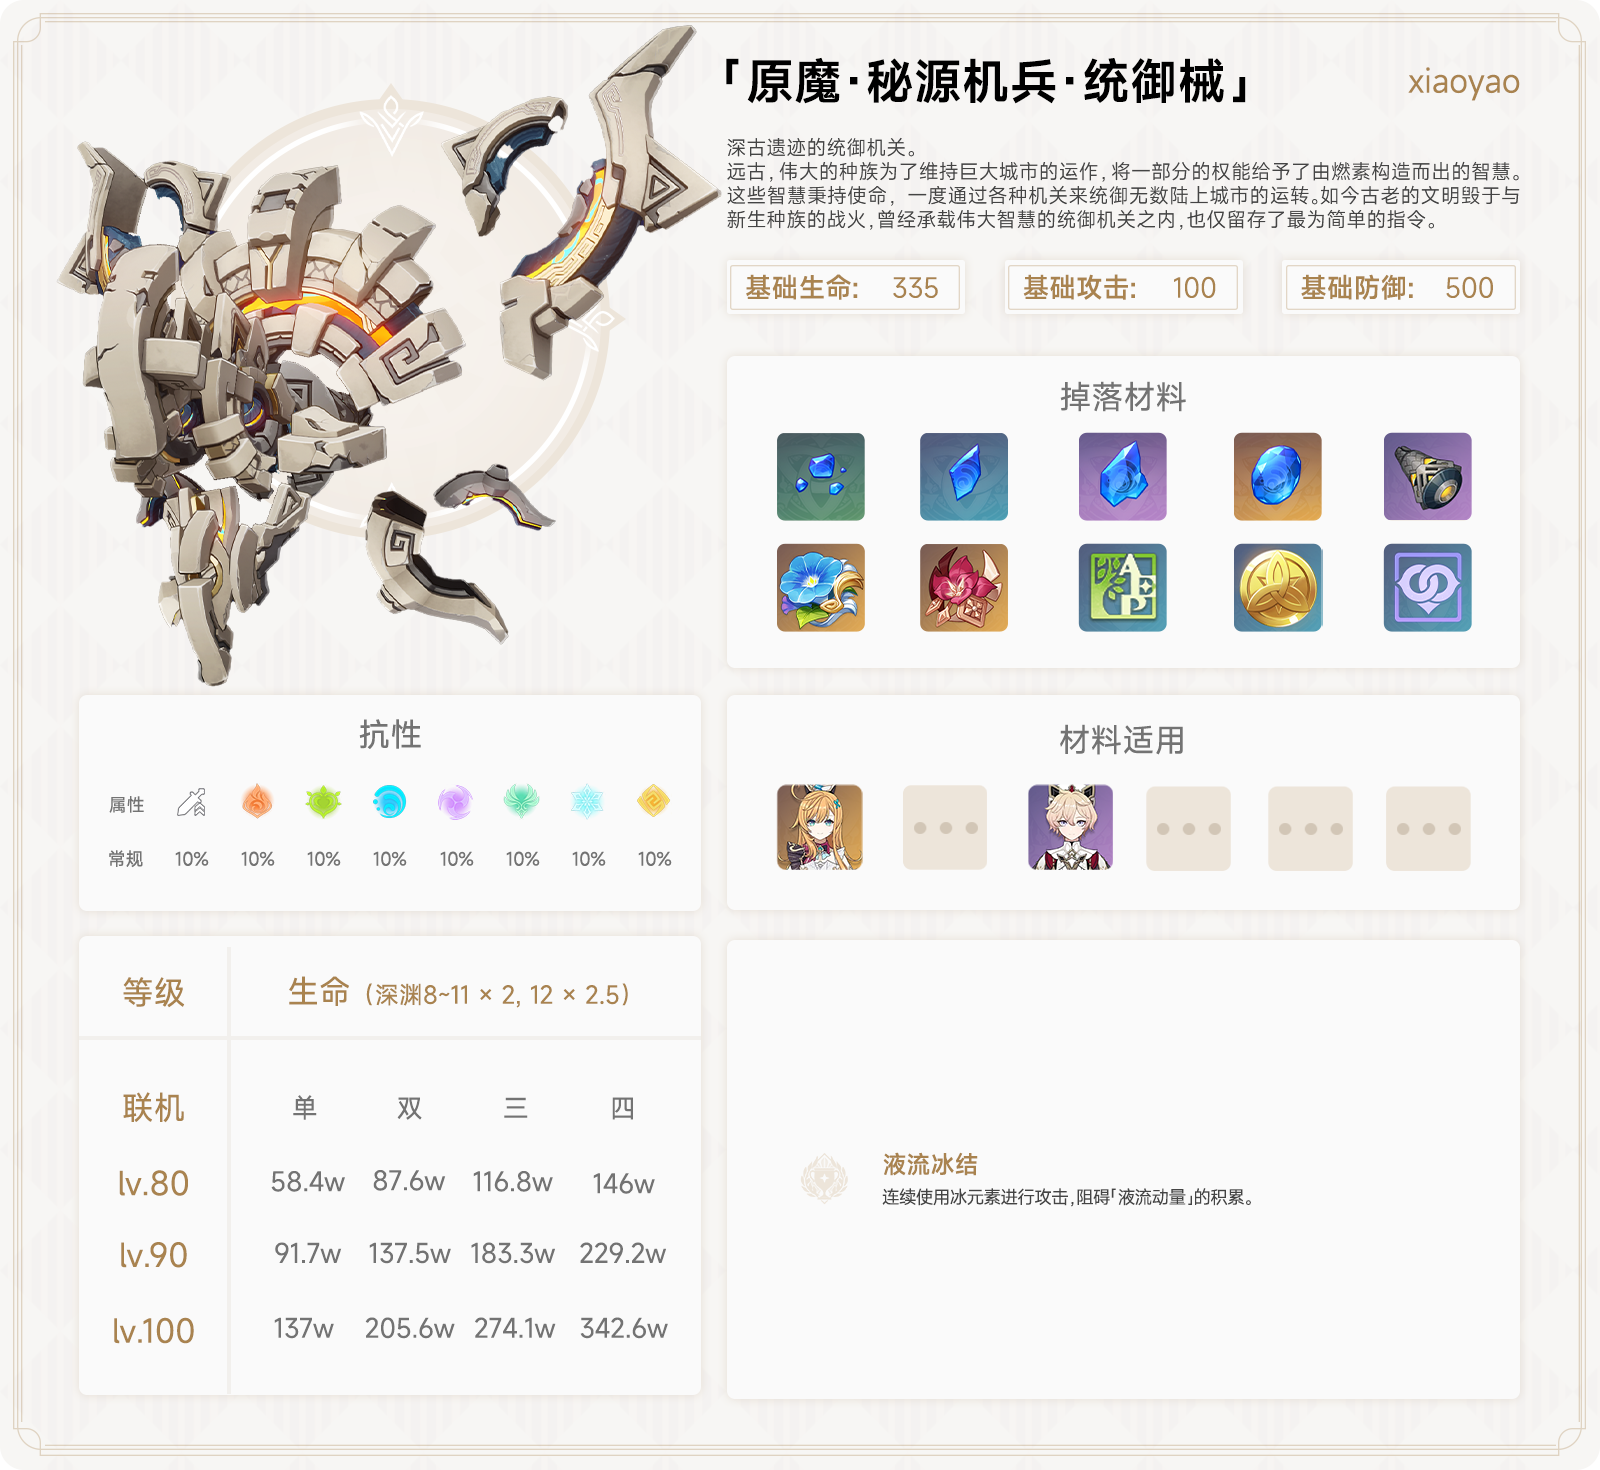 「原魔·秘源机兵·统御械」
xiaoyao
深古遗迹的统御机关。
远古,伟大的种族为了维持巨大城市的运作,将一部分的权能给予了由燃素构造而出的智慧。
这些智慧秉持使命,一度通过各种机关来统御无数陆上城市的运转。如今古老的文明毁于与
新生种族的战火,曾经承载伟大智慧的统御机关之内,也仅留存了最为简单的指令。
基础生命: 335
基础攻击: 100
基础防御: 500
掉落材料
AEP
抗性
属性
常规 10% 10% 10% 10% 10% 10% 10% 10%
材料适用
等级 生命 (深渊8~11 × 2, 12 × 2.5)
联机 单 双 三 四
lv.80 58.4w 87.6w 116.8w 146w
lv.90 91.7w 137.5w 183.3w 229.2w
lv.100 137w 205.6w 274.1w 342.6w
液流冰结
连续使用冰元素进行攻击,阻碍「液流动量」的积累。